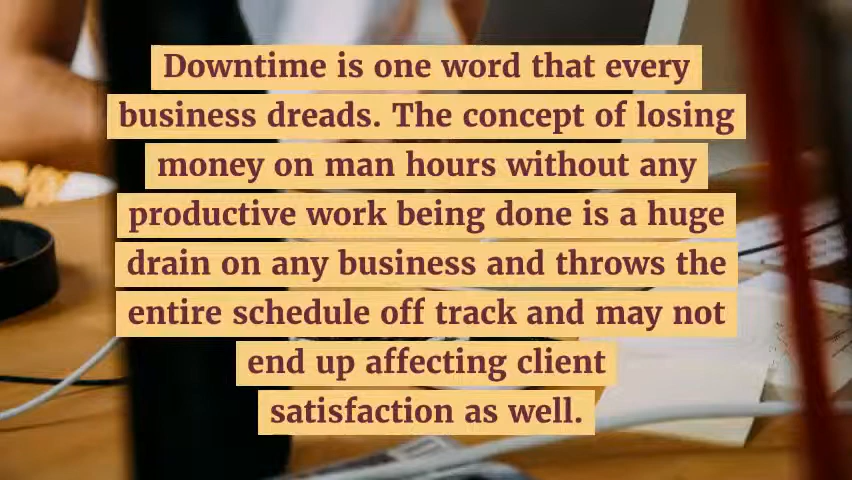 Downtime is one word that every
business dreads. The concept of losing
money on man hours without any
productive work being done is a huge
drain on any business and throws the
entire schedule off track and may not
end up affecting client
satisfaction as well.